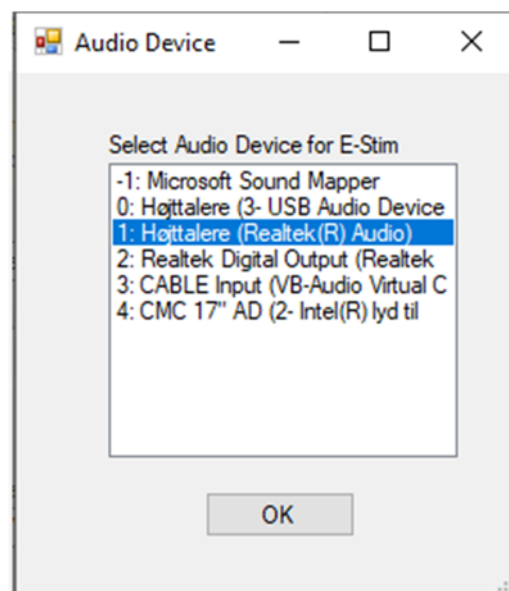 Audio Device
Select Audio Device for E-Stim
-1: Microsoft Sound Mapper
0: Højttalere (3- USB Audio Device
1: Højttalere (Realtek(R) Audio)
2: Realtek Digital Output (Realtek
3: CABLE Input (VB-Audio Virtual C
4: CMC 17" AD (2- Intel(R) lyd til
OK